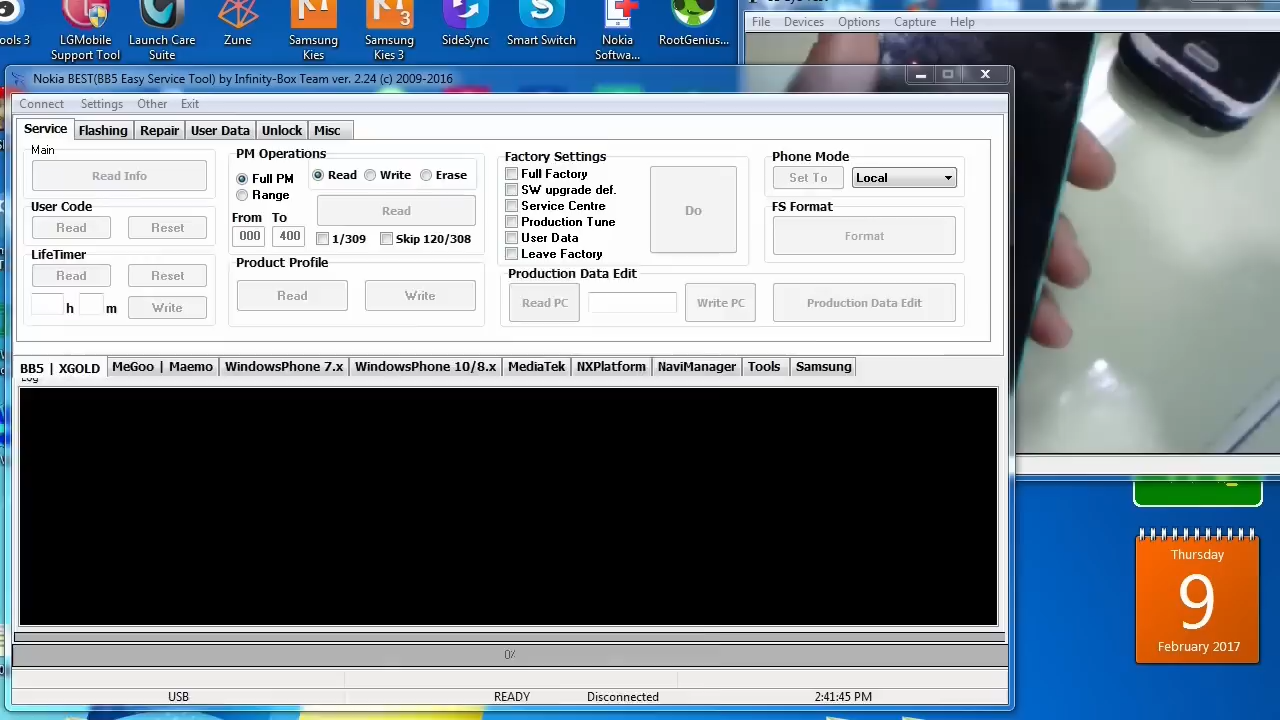 ools 3
LGMobile
Support Tool
Launch Care
Suite
Zune
Samsung
Kies
3
Samsung
Kies 3
SideSync
Smart Switch
Nokia
Softwa...
RootGenius...
File Devices Options Capture Help
Nokia BEST(BB5 Easy Service Tool) by Infinity-Box Team ver. 2.24 (c) 2009-2016
Connect Settings Other Exit
Service Flashing Repair User Data Unlock Misc
Main
Read Info
User Code
Read Reset
LifeTimer
Read Reset
h m Write
PM Operations
Full PM Read Write Erase
Range
From To
Read
000 400 1/309 Skip 120/308
Product Profile
Read Write
Factory Settings
Full Factory
SW upgrade def.
Service Centre
Production Tune
User Data
Leave Factory
Do
Production Data Edit
Read PC Write PC Production Data Edit
Phone Mode
Set To Local
FS Format
Format
BB5 | XGOLD MeGoo | Maemo WindowsPhone 7.x WindowsPhone 10/8.x MediaTek NXPlatform NaviManager Tools Samsung
Log
0%
USB READY Disconnected 2:41:45 PM
Thursday
9
February 2017